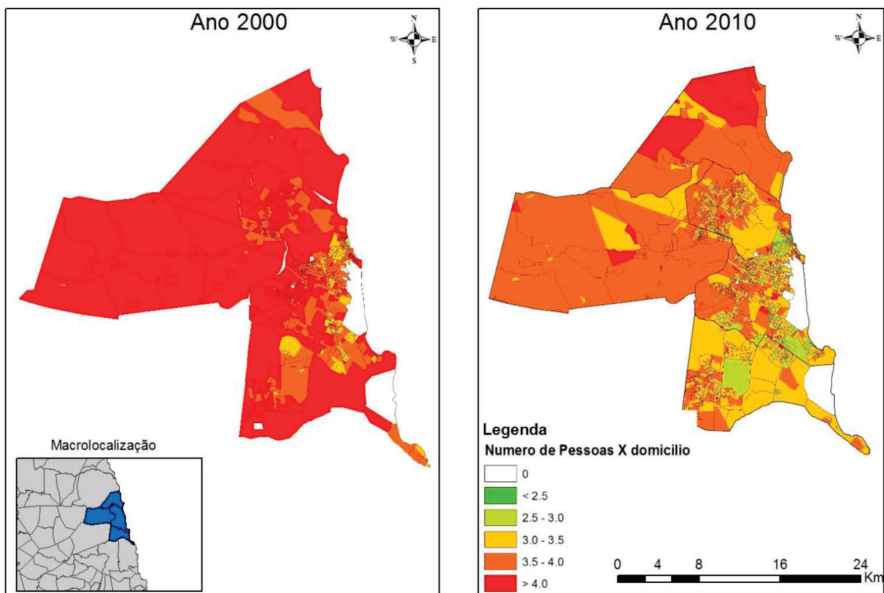 Ano 2000
N
W E
S
Macrolocalização
Ano 2010
N
W E
S
Legenda
Numero de Pessoas X domicilio
0
< 2.5
2.5 - 3.0
3.0 - 3.5
3.5 - 4.0
> 4.0
0 4 8 16 24
Km